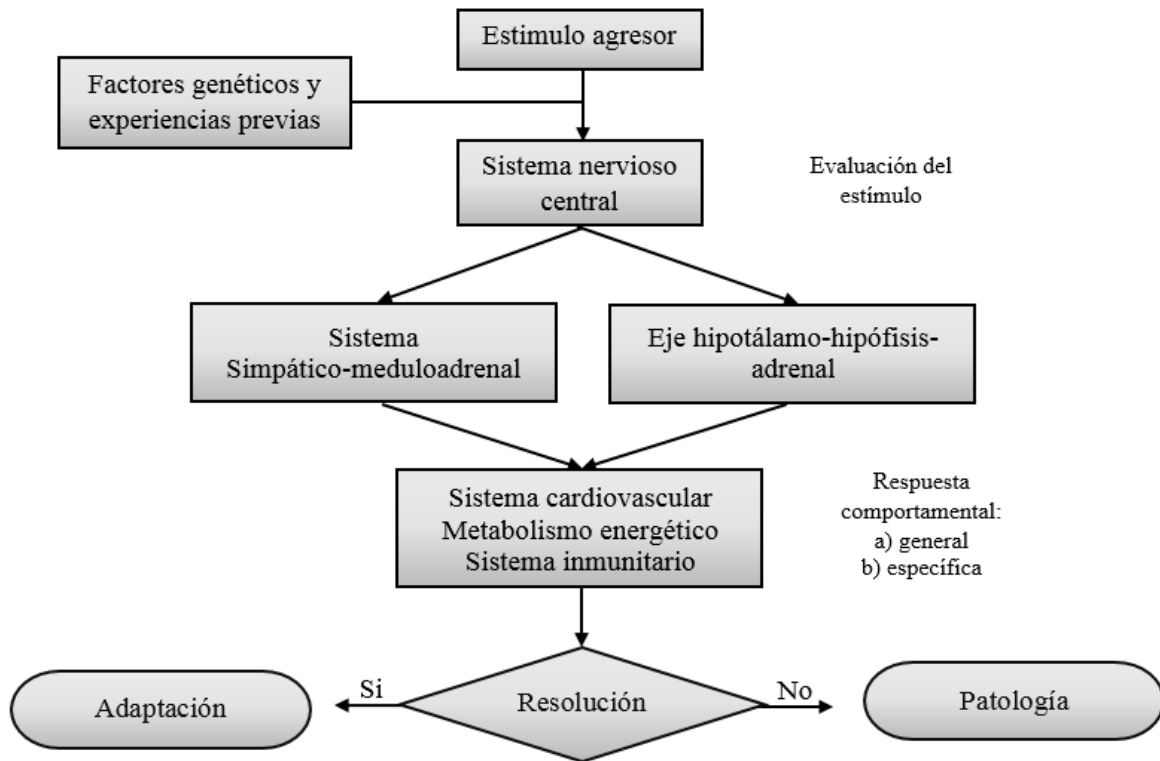 Estimulo agresor
Factores genéticos y
experiencias previas
Sistema nervioso
central
Evaluación del
estímulo
Sistema
Simpático-meduloadrenal
Eje hipotálamo-hipófisis-
adrenal
Sistema cardiovascular
Metabolismo energético
Sistema inmunitario
Respuesta
comportamental:
a) general
b) específica
Adaptación
Si
Resolución
No
Patología